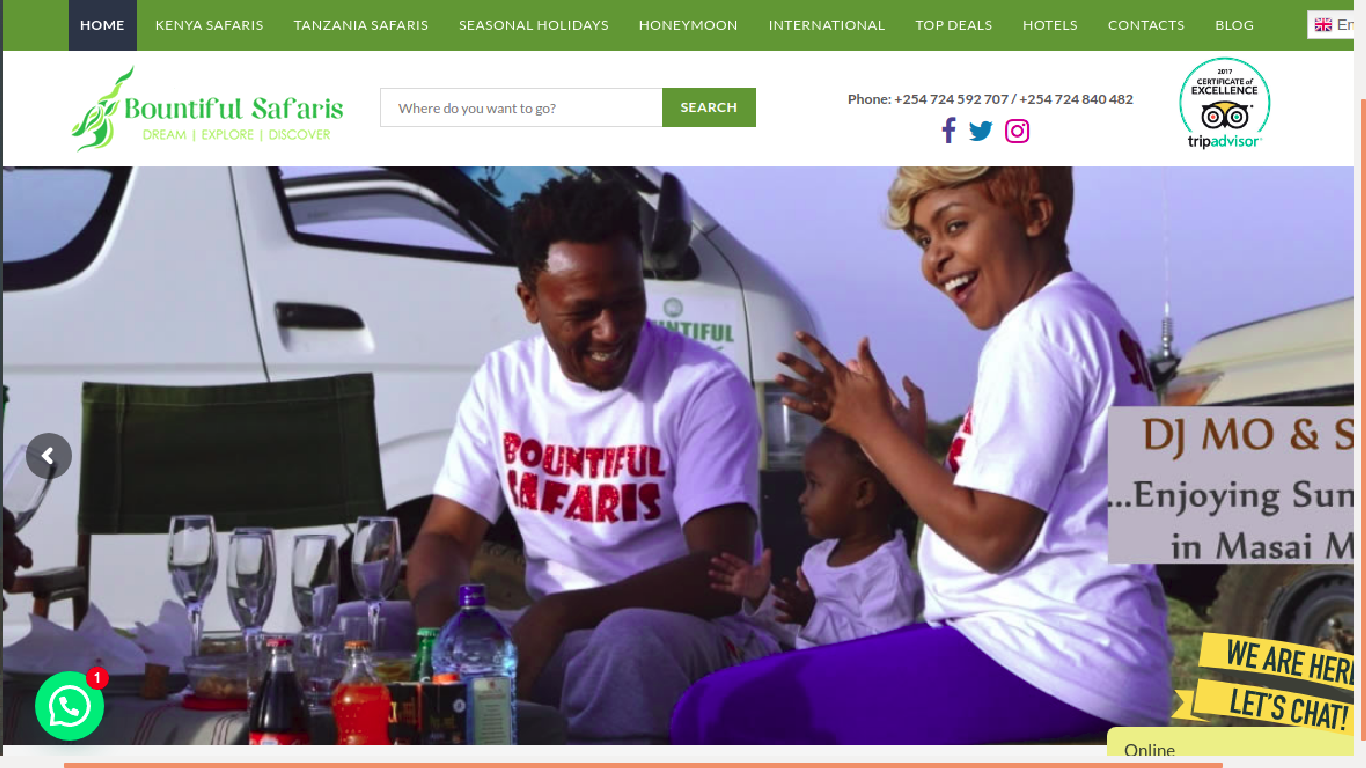 HOME KENYA SAFARIS TANZANIA SAFARIS SEASONAL HOLIDAYS HONEYMOON INTERNATIONAL TOP DEALS HOTELS CONTACTS BLOG En
Bountiful Safaris
DREAM | EXPLORE | DISCOVER
Where do you want to go? SEARCH
Phone: +254 724 592 707 / +254 724 840 482
2017
CERTIFICATE of
EXCELLENCE
tripadvisor
BOUNTIFUL
SAFARIS
DJ MO & S
...Enjoying Sun
in Masai M
WE ARE HERE
LET'S CHAT!
1
Online